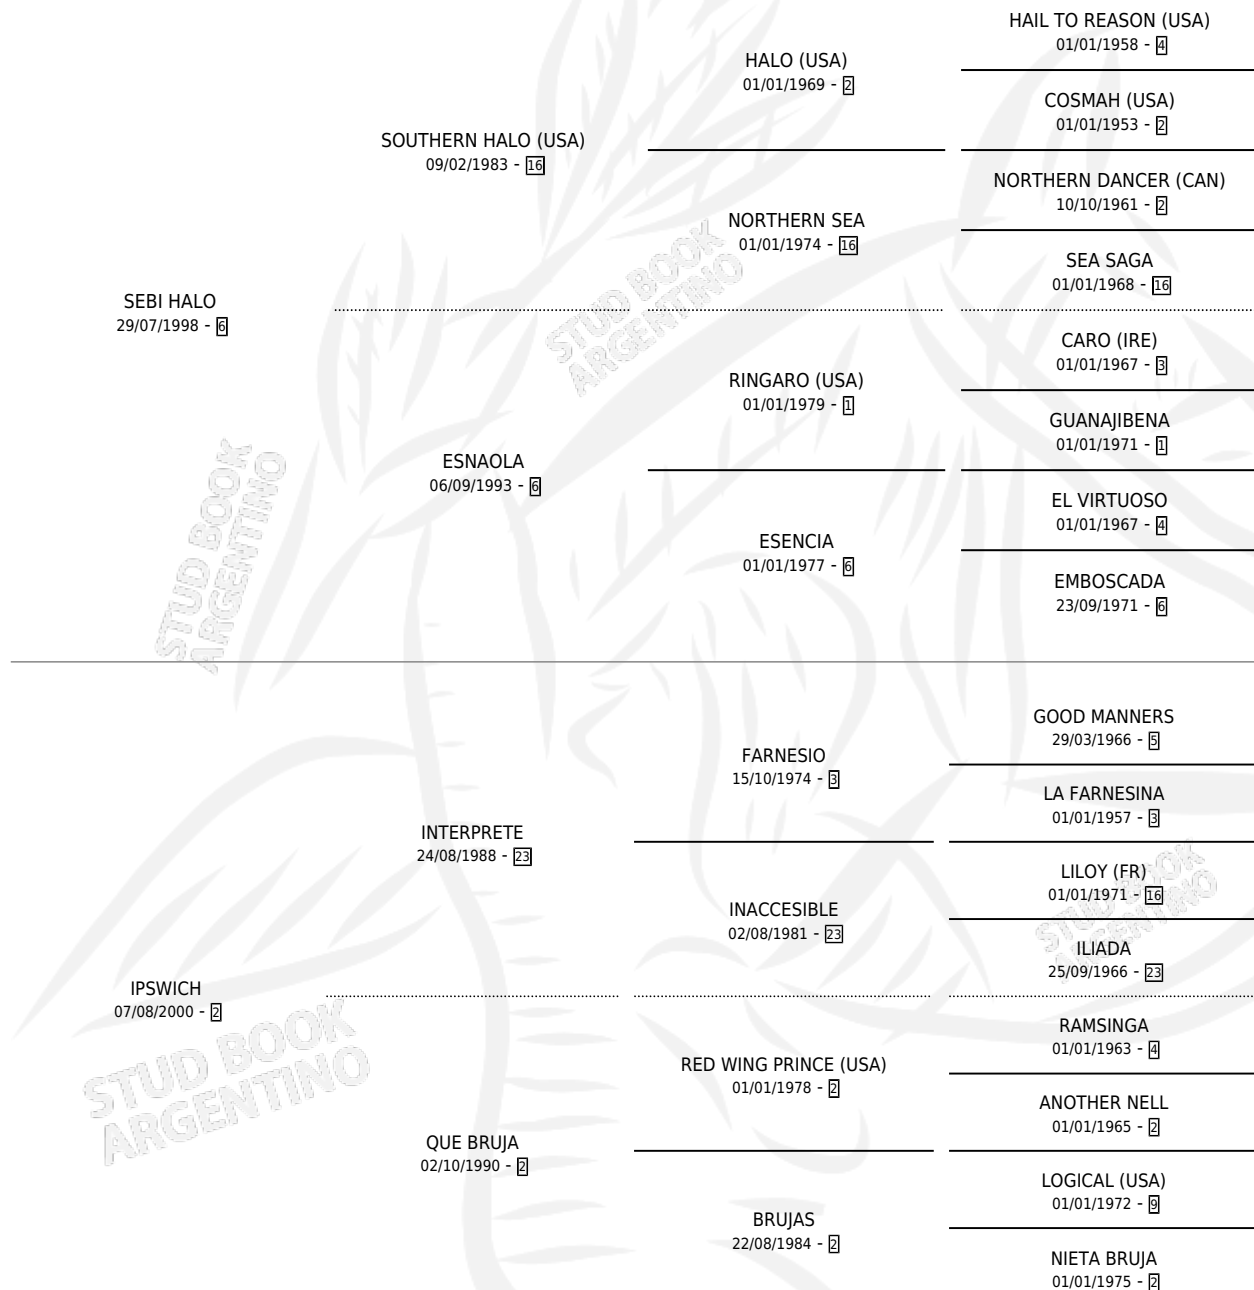 HAIL TO REASON (USA)
01/01/1958 - 4
HALO (USA)
01/01/1969 - 2
COSMAH (USA)
01/01/1953 - 2
SOUTHERN HALO (USA)
09/02/1983 - 16
NORTHERN DANCER (CAN)
10/10/1961 - 2
NORTHERN SEA
01/01/1974 - 16
SEA SAGA
01/01/1968 - 16
SEBI HALO
29/07/1998 - 6
CARO (IRE)
01/01/1967 - 3
RINGARO (USA)
01/01/1979 - 1
GUANAJIBENA
01/01/1971 - 1
ESNAOLA
06/09/1993 - 6
EL VIRTUOSO
01/01/1967 - 4
ESENCIA
01/01/1977 - 6
EMBOSCADA
23/09/1971 - 6
STUD BOOK
ARGENTINO
STUD BOOK
ARGENTINO
GOOD MANNERS
29/03/1966 - 5
FARNESIO
15/10/1974 - 3
LA FARNESINA
01/01/1957 - 3
INTERPRETE
24/08/1988 - 23
LILOY (FR)
01/01/1971 - 16
INACCESIBLE
02/08/1981 - 23
ILIADA
25/09/1966 - 23
STUD BOOK
ARGENTINO
IPSWICH
07/08/2000 - 2
RAMSINGA
01/01/1963 - 4
RED WING PRINCE (USA)
01/01/1978 - 2
ANOTHER NELL
01/01/1965 - 2
STUD BOOK
ARGENTINO
QUE BRUJA
02/10/1990 - 2
LOGICAL (USA)
01/01/1972 - 9
BRUJAS
22/08/1984 - 2
NIETA BRUJA
01/01/1975 - 2